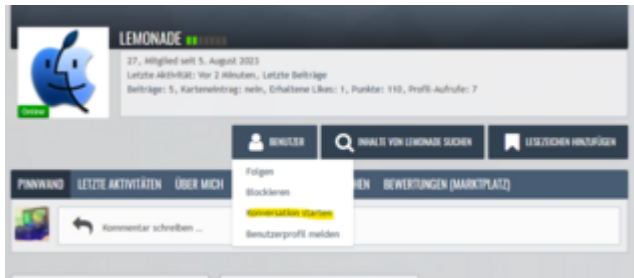 LEMONADE
27, Mitglied seit 5. August 2023
Letzte Aktivität: Vor 2 Minuten, Letzte Beiträge
Beiträge: 5, Karteneintrag: nein, Erhaltene Likes: 1, Punkte: 110, Profil-Aufrufe: 7
Online
BENUTZER
INHALTE VON LEMONADE SUCHEN
LESEZEICHEN HINZUFÜGEN
Folgen
PINNWAND LETZTE AKTIVITÄTEN ÜBER MICH HEN BEWERTUNGEN (MARKTPLATZ)
Blockieren
Konversation starten
Kommentar schreiben ...
Benutzerprofil melden